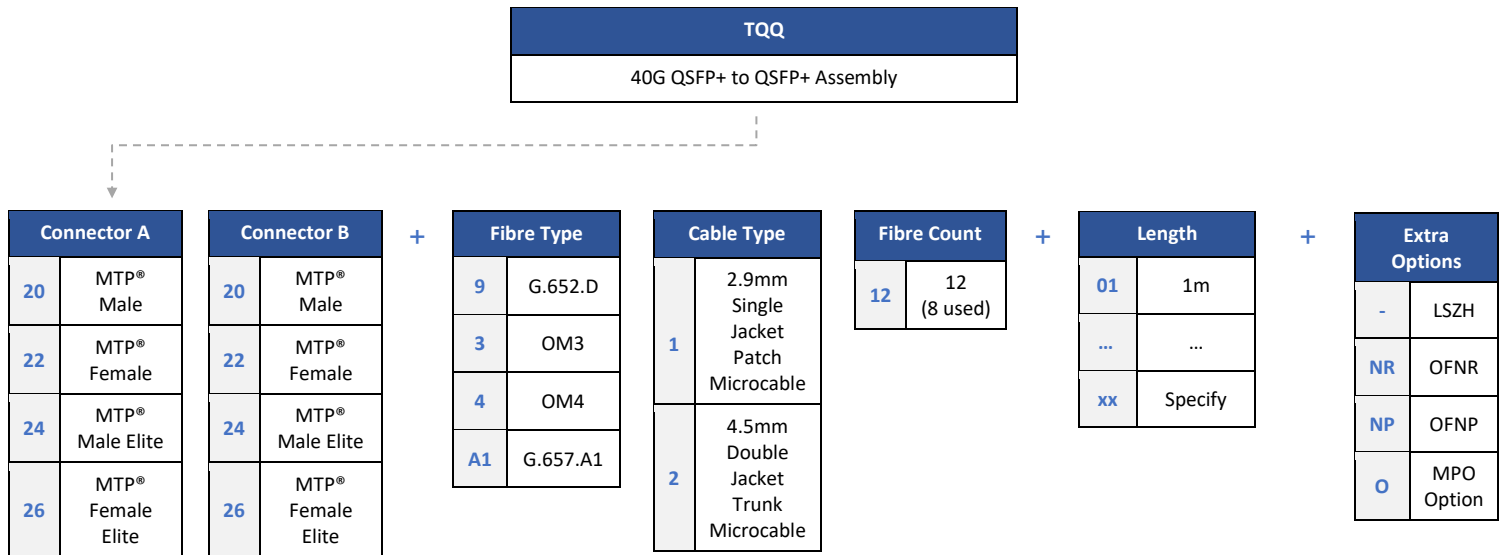 TQQ
40G QSFP+ to QSFP+ Assembly
Connector A
20
MTP®
Male
22
MTP®
Female
24
MTP®
Male Elite
26
MTP®
Female
Elite
Connector B
20
MTP®
Male
22
MTP®
Female
24
MTP®
Male Elite
26
MTP®
Female
Elite
+
Fibre Type
9
G.652.D
3
OM3
4
OM4
A1
G.657.A1
Cable Type
1
2.9mm
Single
Jacket
Patch
Microcable
2
4.5mm
Double
Jacket
Trunk
Microcable
Fibre Count
12
12
(8 used)
+
Length
01
1m
...
...
xx
Specify
+
Extra
Options
-
LSZH
NR
OFNR
NP
OFNP
O
MPO
Option